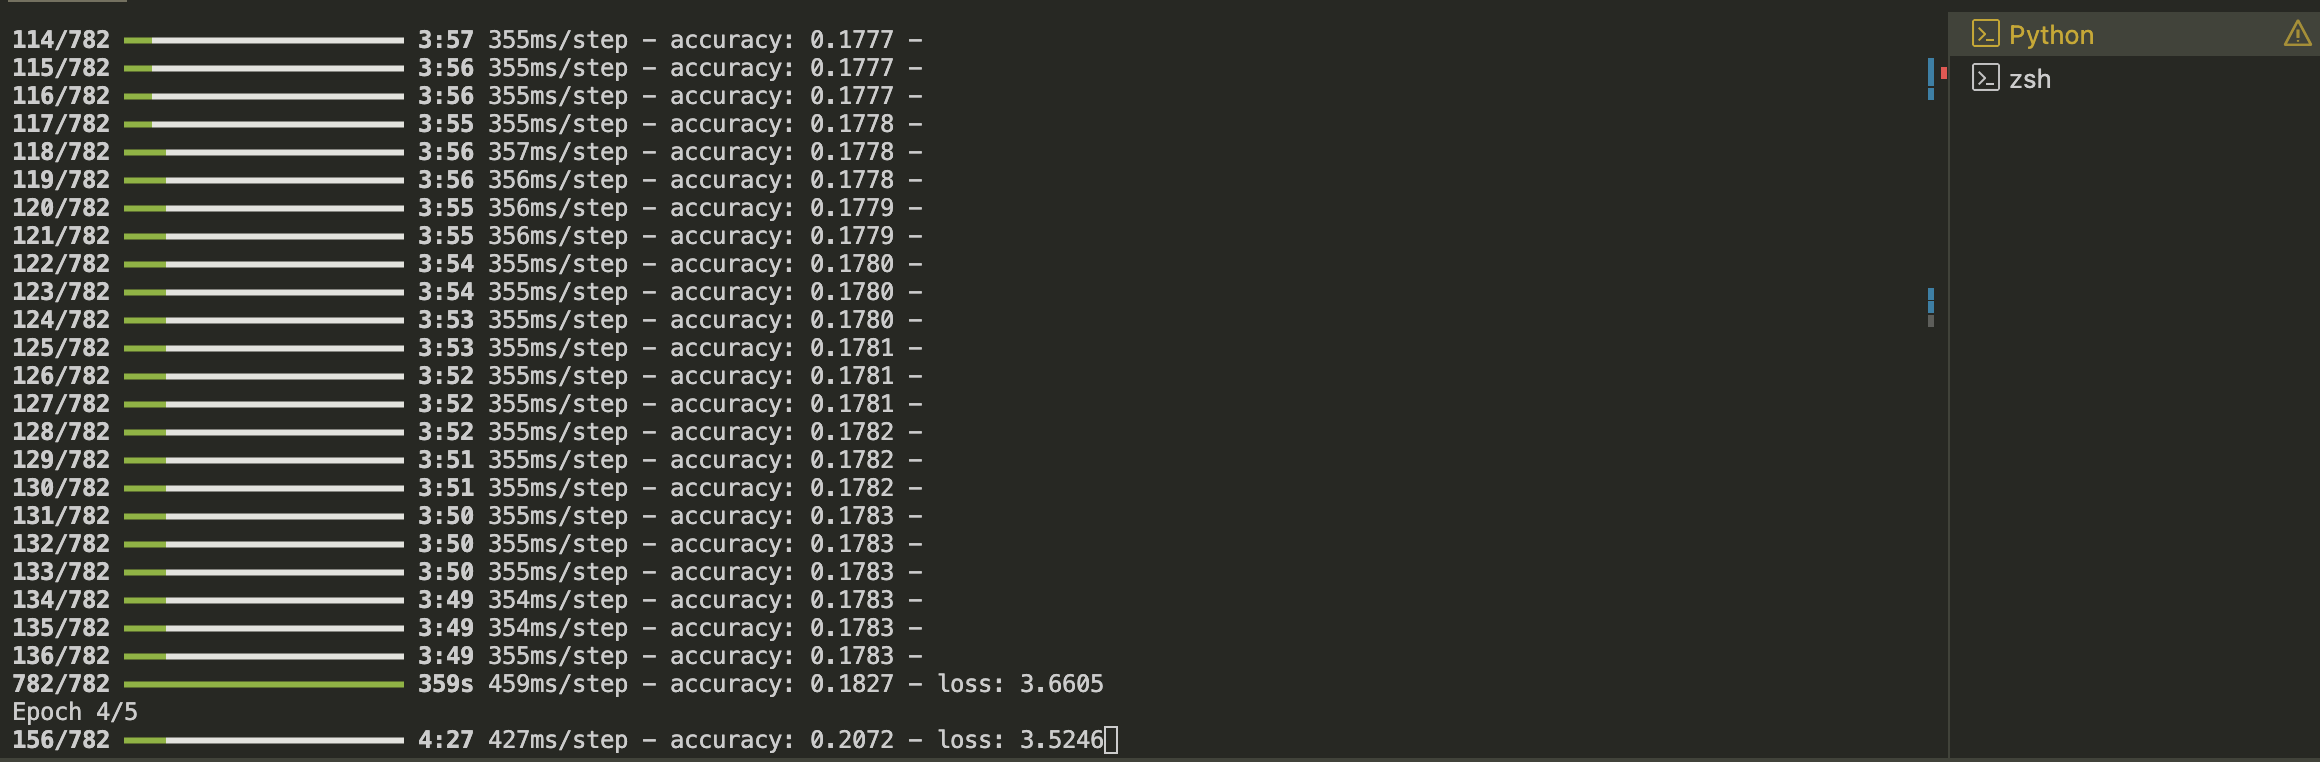 114/782 3:57 355ms/step - accuracy: 0.1777 -
115/782 3:56 355ms/step - accuracy: 0.1777 -
116/782 3:56 355ms/step - accuracy: 0.1777 -
117/782 3:55 355ms/step - accuracy: 0.1778 -
118/782 3:56 357ms/step - accuracy: 0.1778 -
119/782 3:56 356ms/step - accuracy: 0.1778 -
120/782 3:55 356ms/step - accuracy: 0.1779 -
121/782 3:55 356ms/step - accuracy: 0.1779 -
122/782 3:54 355ms/step - accuracy: 0.1780 -
123/782 3:54 355ms/step - accuracy: 0.1780 -
124/782 3:53 355ms/step - accuracy: 0.1780 -
125/782 3:53 355ms/step - accuracy: 0.1781 -
126/782 3:52 355ms/step - accuracy: 0.1781 -
127/782 3:52 355ms/step - accuracy: 0.1781 -
128/782 3:52 355ms/step - accuracy: 0.1782 -
129/782 3:51 355ms/step - accuracy: 0.1782 -
130/782 3:51 355ms/step - accuracy: 0.1782 -
131/782 3:50 355ms/step - accuracy: 0.1783 -
132/782 3:50 355ms/step - accuracy: 0.1783 -
133/782 3:50 355ms/step - accuracy: 0.1783 -
134/782 3:49 354ms/step - accuracy: 0.1783 -
135/782 3:49 354ms/step - accuracy: 0.1783 -
136/782 3:49 355ms/step - accuracy: 0.1783 -
782/782 359s 459ms/step - accuracy: 0.1827 - loss: 3.6605
Epoch 4/5
156/782 4:27 427ms/step - accuracy: 0.2072 - loss: 3.5246
Python
zsh